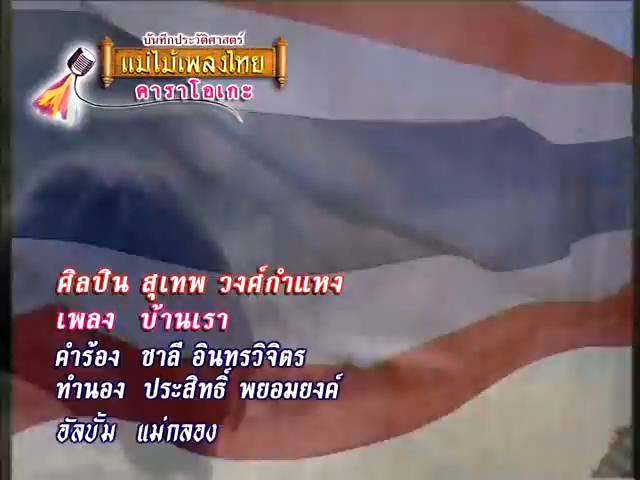 บันทึกประวัติศาสตร์
แม่ไม้เพลงไทย
คาราโอเกะ
ศิลปิน สุเทพ วงศ์กำแหง
เพลง บ้านเรา
คำร้อง ชาลี อินทรวิจิตร
ทำนอง ประสิทธิ์ พยอมยงค์
อัลบั้ม แม่กลอง